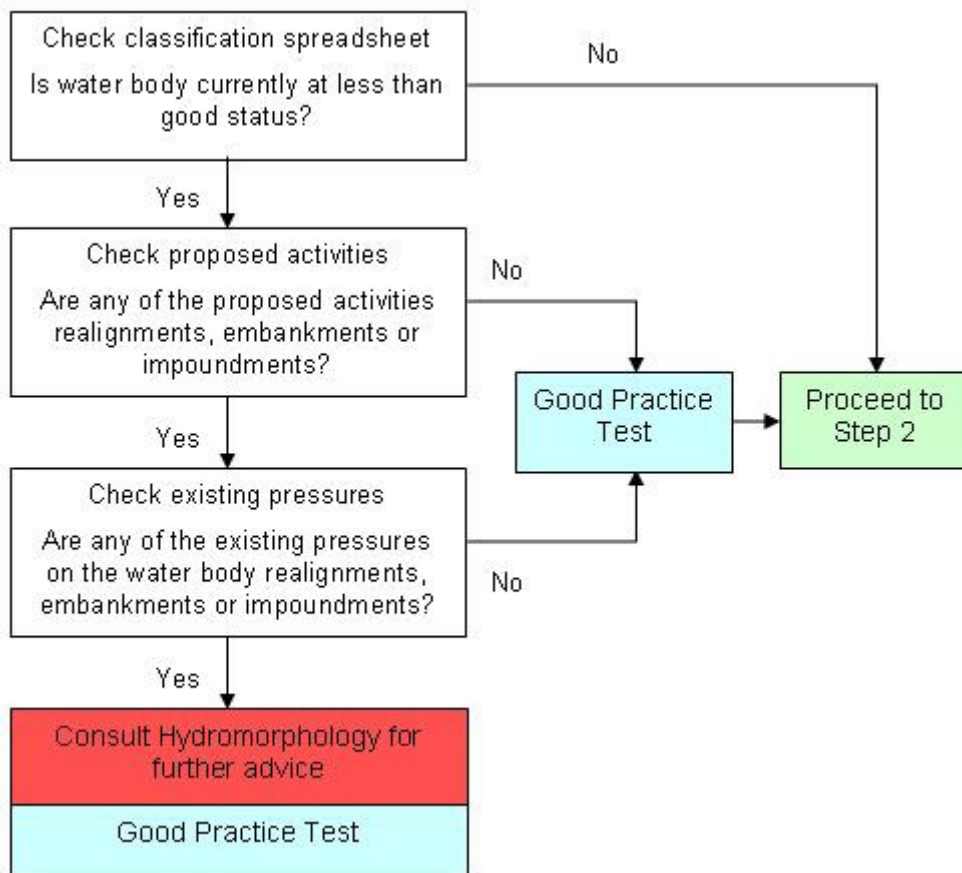 Check classification spreadsheet
Is water body currently at less than
good status?
No
Yes
Check proposed activities
Are any of the proposed activities
realignments, embankments or
impoundments?
No
Good Practice
Test
Proceed to
Step 2
Yes
Check existing pressures
Are any of the existing pressures
on the water body realignments,
embankments or impoundments?
No
Yes
Consult Hydromorphology for
further advice
Good Practice Test